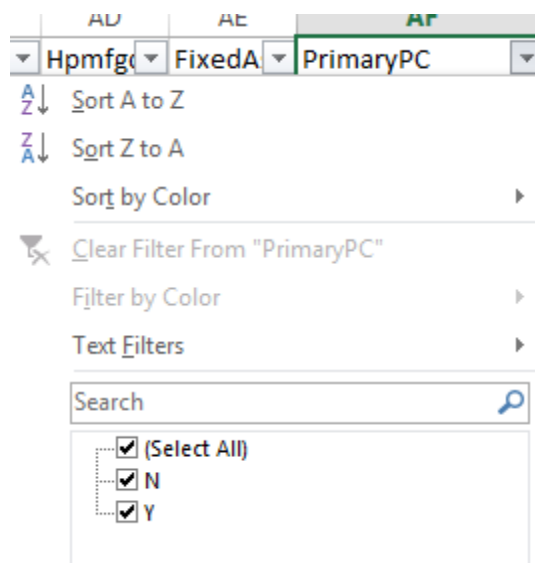 AD AE AF
Hpmfg FixedA PrimaryPC
Sort A to Z
Sort Z to A
Sort by Color
Clear Filter From "PrimaryPC"
Filter by Color
Text Filters
Search
(Select All)
N
Y